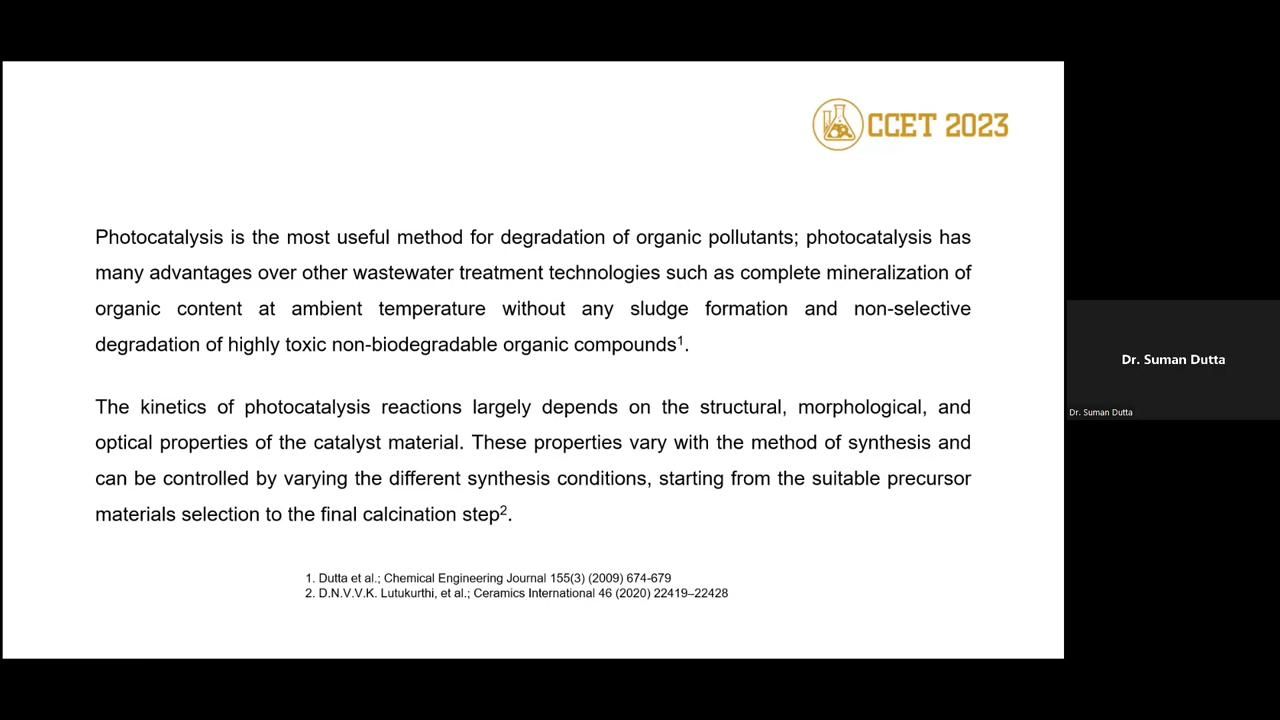 CCET 2023
Photocatalysis is the most useful method for degradation of organic pollutants; photocatalysis has
many advantages over other wastewater treatment technologies such as complete mineralization of
organic content at ambient temperature without any sludge formation and non-selective
degradation of highly toxic non-biodegradable organic compounds¹.
The kinetics of photocatalysis reactions largely depends on the structural, morphological, and
optical properties of the catalyst material. These properties vary with the method of synthesis and
can be controlled by varying the different synthesis conditions, starting from the suitable precursor
materials selection to the final calcination step².
1. Dutta et al.; Chemical Engineering Journal 155(3) (2009) 674-679
2. D.N.V.V.K. Lutukurthi, et al.; Ceramics International 46 (2020) 22419–22428
Dr. Suman Dutta
Dr. Suman Dutta